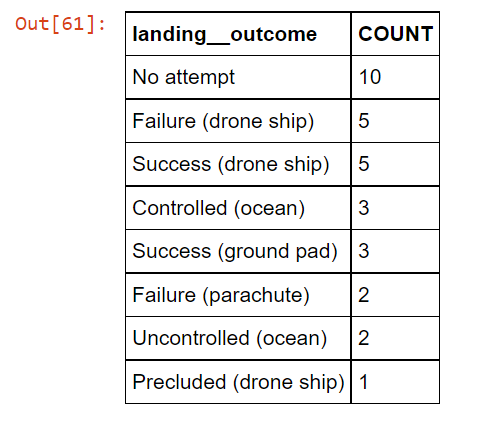 Out[61]:
landing__outcome COUNT
No attempt 10
Failure (drone ship) 5
Success (drone ship) 5
Controlled (ocean) 3
Success (ground pad) 3
Failure (parachute) 2
Uncontrolled (ocean) 2
Precluded (drone ship) 1